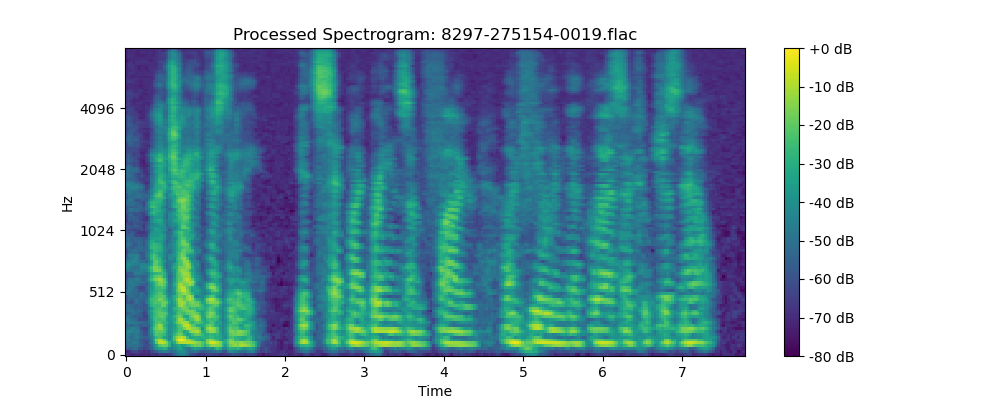 Processed Spectrogram: 8297-275154-0019.flac
Hz
4096
2048
1024
512
0
0 1 2 3 4 5 6 7
Time
+0 dB
-10 dB
-20 dB
-30 dB
-40 dB
-50 dB
-60 dB
-70 dB
-80 dB